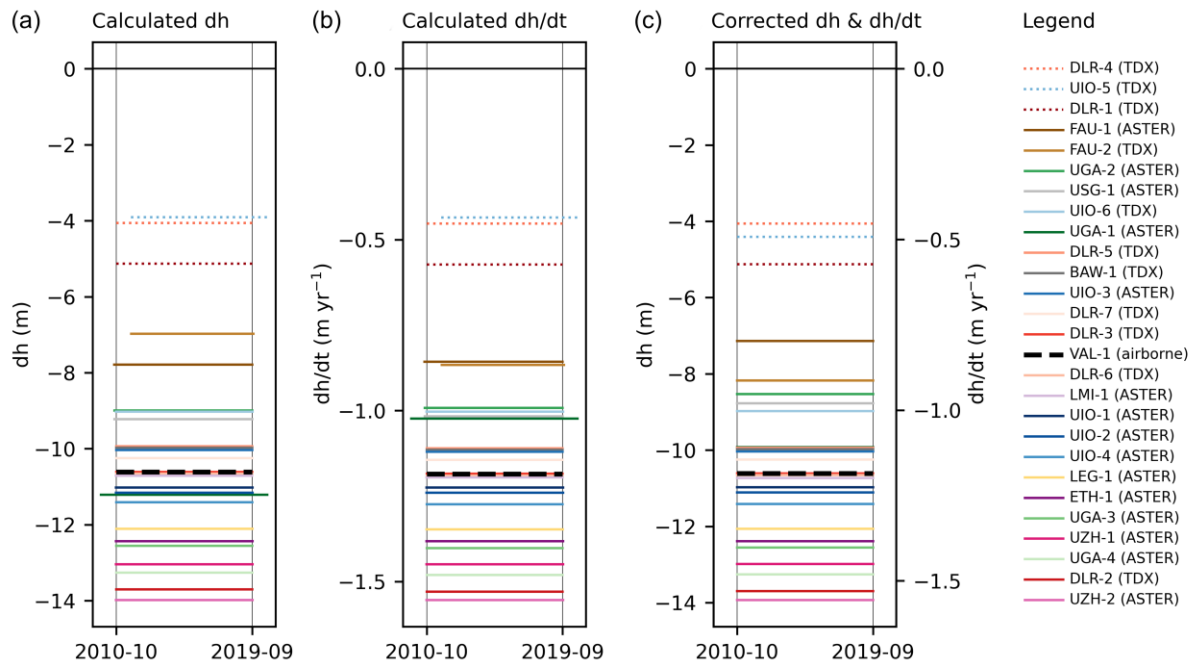 (a) Calculated dh
0
−2
−4
−6
−8
−10
−12
−14
dh (m)
2010-10 2019-09
(b) Calculated dh/dt
0.0
−0.5
−1.0
−1.5
dh/dt (m yr⁻¹)
2010-10 2019-09
(c) Corrected dh & dh/dt
0
−2
−4
−6
−8
−10
−12
−14
dh (m)
0.0
−0.5
−1.0
−1.5
dh/dt (m yr⁻¹)
2010-10 2019-09
Legend
DLR-4 (TDX)
UIO-5 (TDX)
DLR-1 (TDX)
FAU-1 (ASTER)
FAU-2 (TDX)
UGA-2 (ASTER)
USG-1 (ASTER)
UIO-6 (TDX)
UGA-1 (ASTER)
DLR-5 (TDX)
BAW-1 (TDX)
UIO-3 (ASTER)
DLR-7 (TDX)
DLR-3 (TDX)
VAL-1 (airborne)
DLR-6 (TDX)
LMI-1 (ASTER)
UIO-1 (ASTER)
UIO-2 (ASTER)
UIO-4 (ASTER)
LEG-1 (ASTER)
ETH-1 (ASTER)
UGA-3 (ASTER)
UZH-1 (ASTER)
UGA-4 (ASTER)
DLR-2 (TDX)
UZH-2 (ASTER)